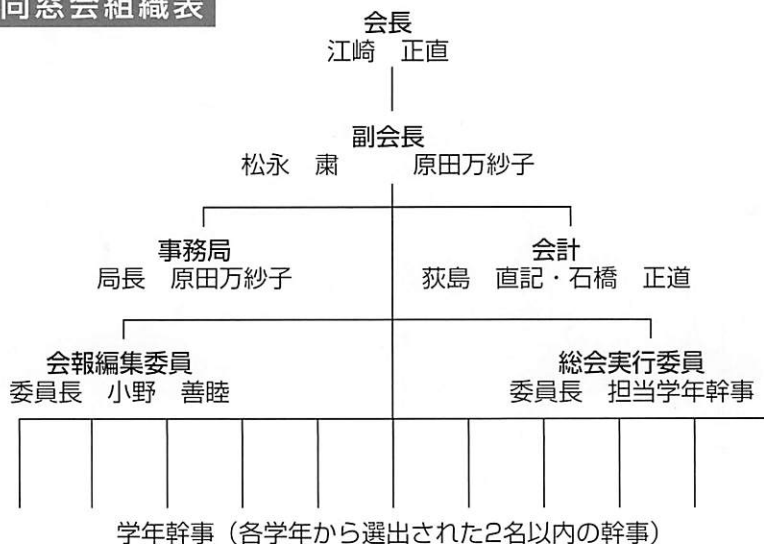 同窓会組織表
会長
江崎　正直
副会長
松永　粛　　　原田万紗子
事務局
局長　原田万紗子
会計
荻島　直記・石橋　正道
会報編集委員
委員長　小野　善睦
総会実行委員
委員長　担当学年幹事
学年幹事（各学年から選出された2名以内の幹事）